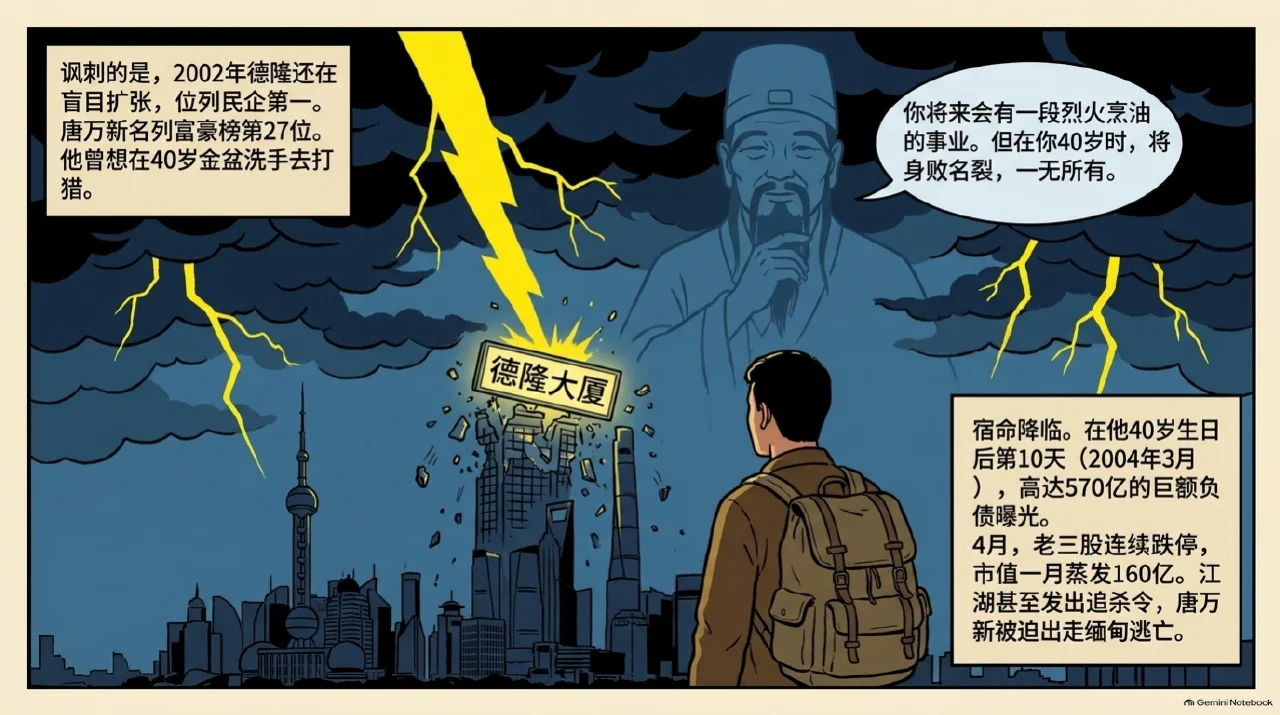 讽刺的是，2002年德隆还在
盲目扩张，位列民企第一。
唐万新名列富豪榜第27位。
他曾想在40岁金盆洗手去打
猎。
你将来会有一段烈火烹油
的事业。但在你40岁时，将
身败名裂，一无所有。
德隆大厦
宿命降临。在他40岁生日
后第10天（2004年3月
），高达570亿的巨额负
债曝光。
4月，老三股连续跌停，
市值一月蒸发160亿。江
湖甚至发出追杀令，唐万
新被迫出走缅甸逃亡。
Gemini Notebook